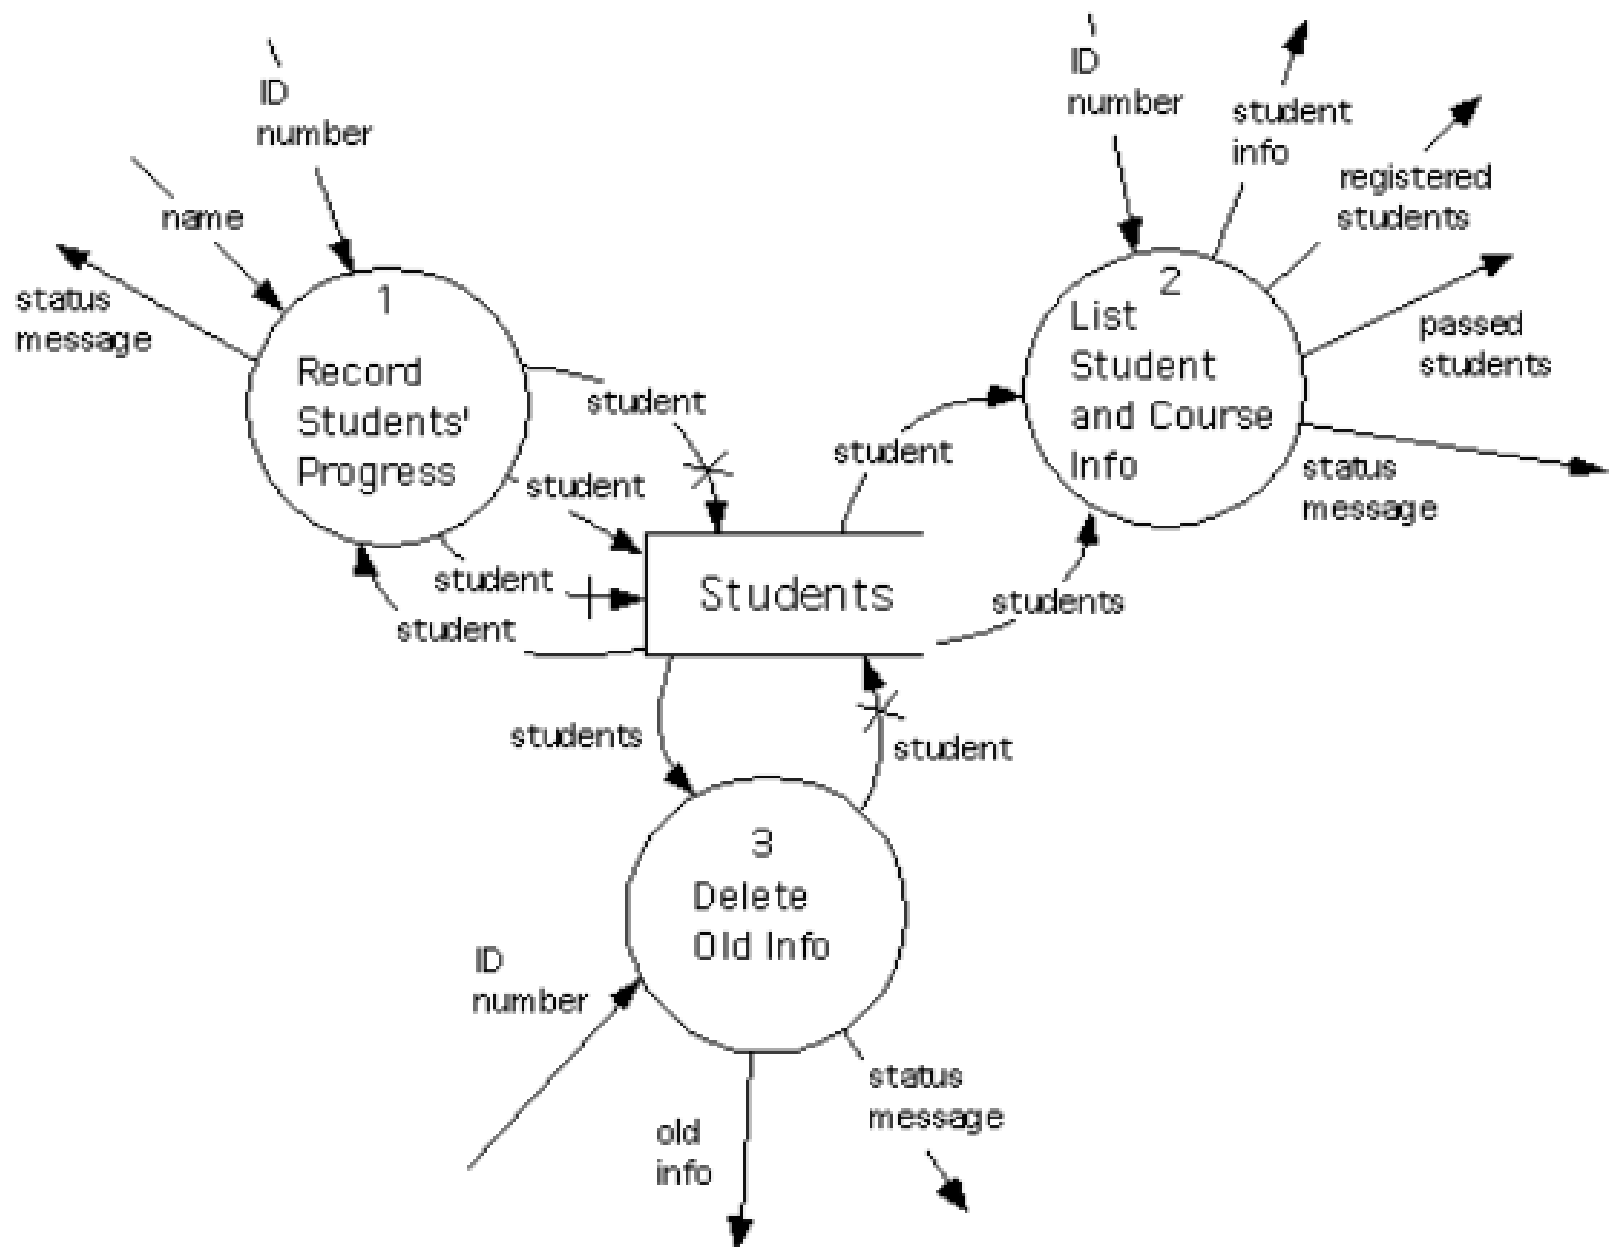 ID
number
name
status
message
1
Record
Students'
Progress
student
student
student
student
Students
student
students
ID
number
student
info
registered
students
passed
students
status
message
2
List
Student
and Course
Info
students
student
3
Delete
Old Info
ID
number
old
info
status
message